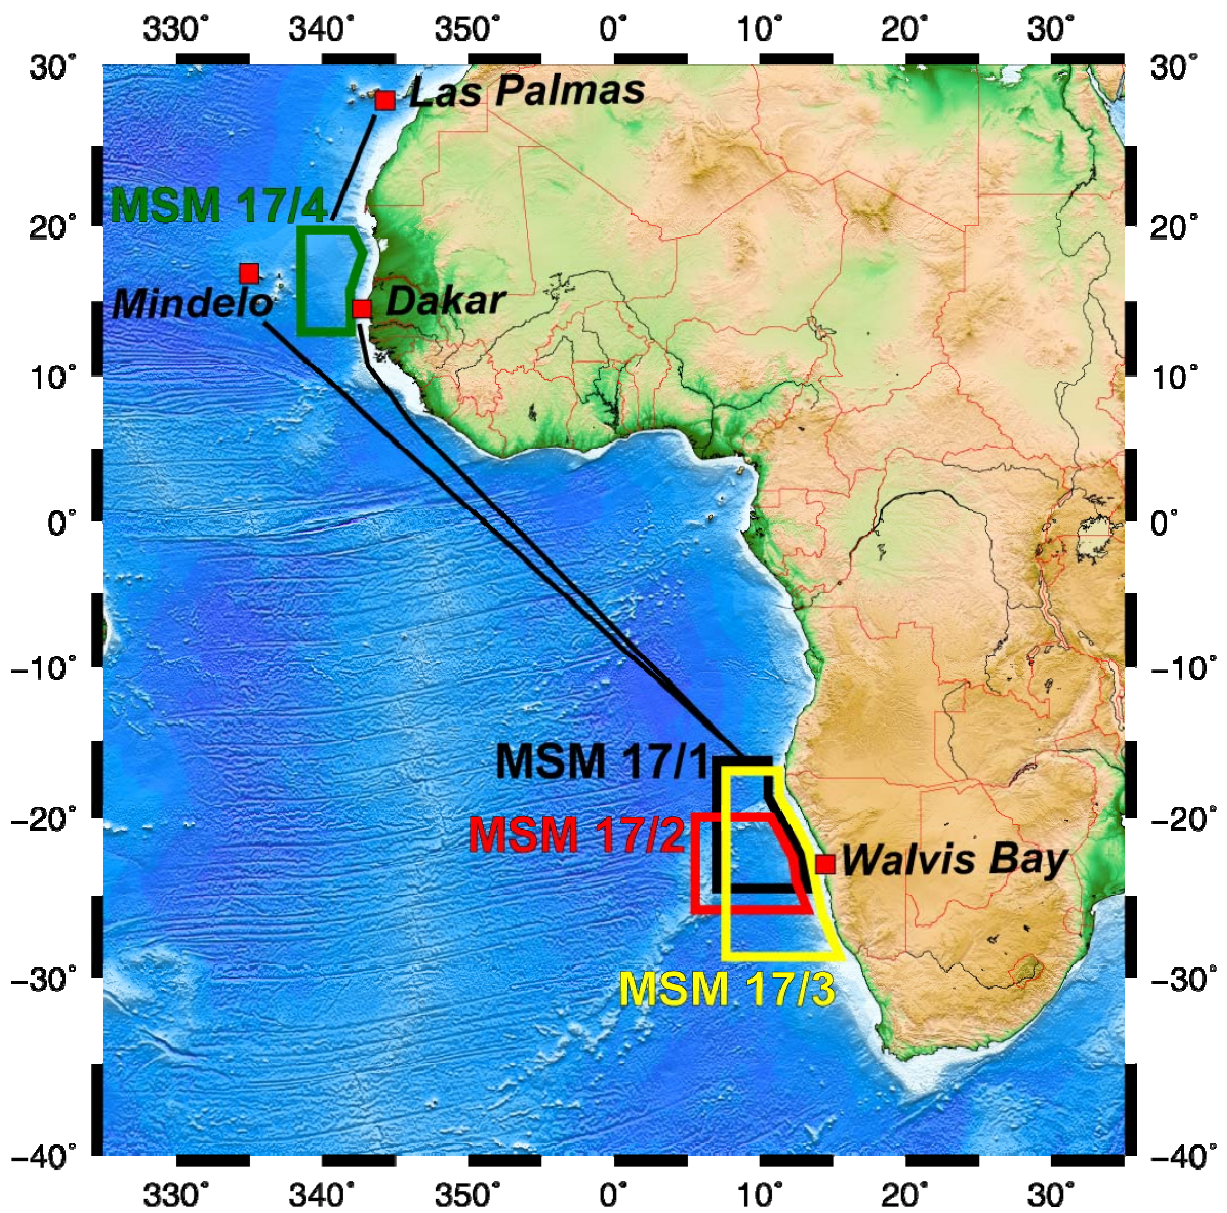 330° 340° 350° 0° 10° 20° 30°
30° 30°
Las Palmas
MSM 17/4
20° 20°
Mindelo Dakar
10° 10°
0° 0°
−10° −10°
MSM 17/1
−20° −20°
MSM 17/2
Walvis Bay
−30° −30°
MSM 17/3
−40° −40°
330° 340° 350° 0° 10° 20° 30°